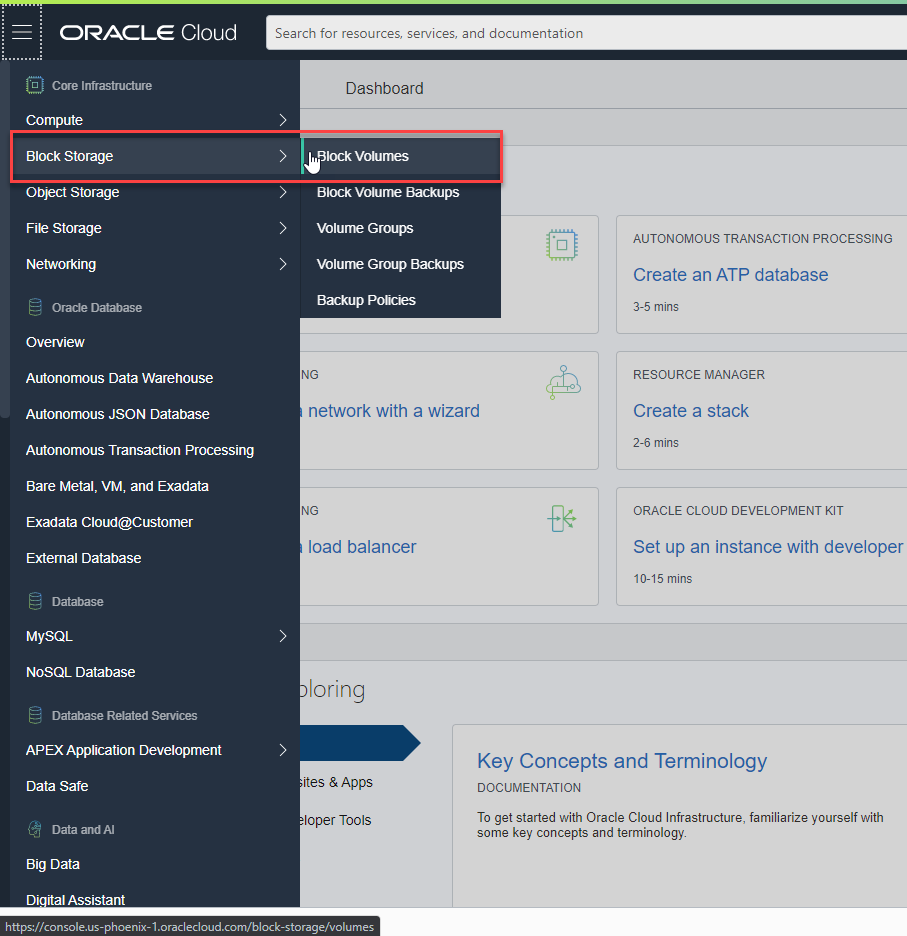 ORACLE Cloud
Search for resources, services, and documentation
Core Infrastructure
Compute
Block Storage
Object Storage
File Storage
Networking
Oracle Database
Overview
Autonomous Data Warehouse
Autonomous JSON Database
Autonomous Transaction Processing
Bare Metal, VM, and Exadata
Exadata Cloud@Customer
External Database
Database
MySQL
NoSQL Database
Database Related Services
APEX Application Development
Data Safe
Data and AI
Big Data
Digital Assistant
Block Volumes
Block Volume Backups
Volume Groups
Volume Group Backups
Backup Policies
Dashboard
AUTONOMOUS TRANSACTION PROCESSING
Create an ATP database
3-5 mins
NG
network with a wizard
RESOURCE MANAGER
Create a stack
2-6 mins
NG
load balancer
ORACLE CLOUD DEVELOPMENT KIT
Set up an instance with developer
10-15 mins
ploring
sites & Apps
eloper Tools
Key Concepts and Terminology
DOCUMENTATION
To get started with Oracle Cloud Infrastructure, familiarize yourself with
some key concepts and terminology.
https://console.us-phoenix-1.oraclecloud.com/block-storage/volumes